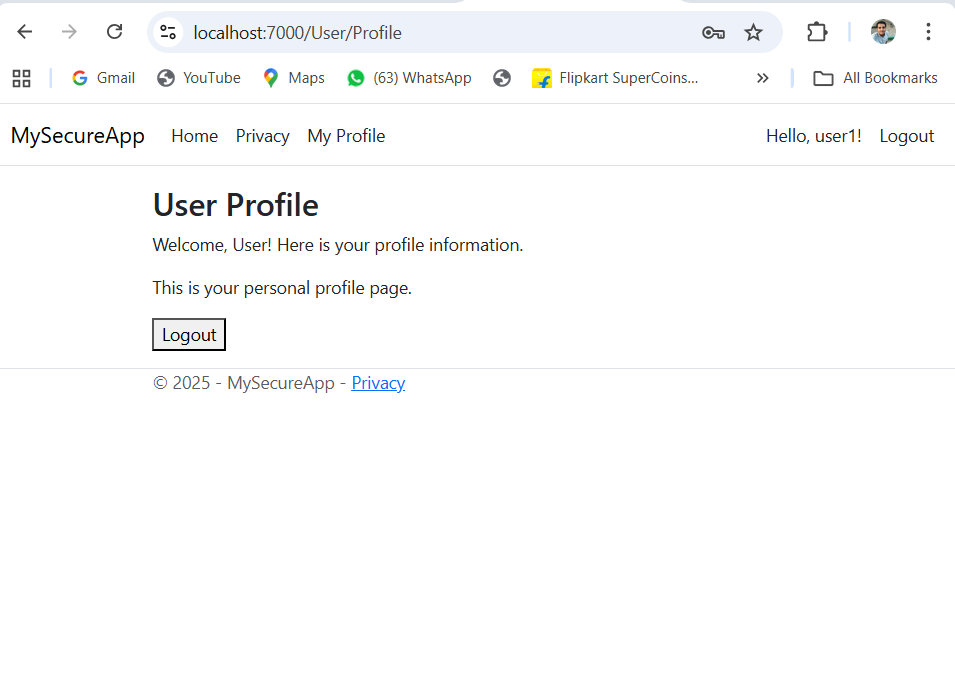 localhost:7000/User/Profile
Gmail YouTube Maps (63) WhatsApp Flipkart SuperCoins... All Bookmarks
MySecureApp Home Privacy My Profile Hello, user1! Logout
User Profile
Welcome, User! Here is your profile information.
This is your personal profile page.
Logout
© 2025 - MySecureApp - Privacy